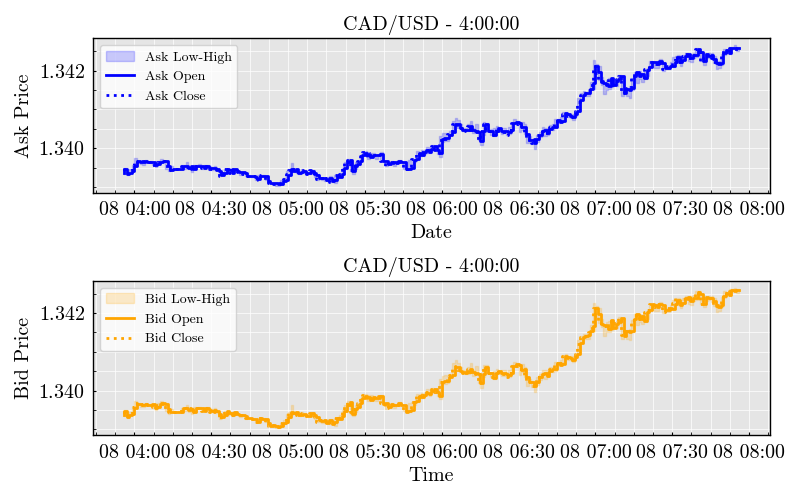 CAD/USD - 4:00:00
Ask Low-High
Ask Open
Ask Close
Ask Price
1.342
1.340
08 04:00 08 04:30 08 05:00 08 05:30 08 06:00 08 06:30 08 07:00 08 07:30 08 08:00
Date
CAD/USD - 4:00:00
Bid Low-High
Bid Open
Bid Close
Bid Price
1.342
1.340
08 04:00 08 04:30 08 05:00 08 05:30 08 06:00 08 06:30 08 07:00 08 07:30 08 08:00
Time